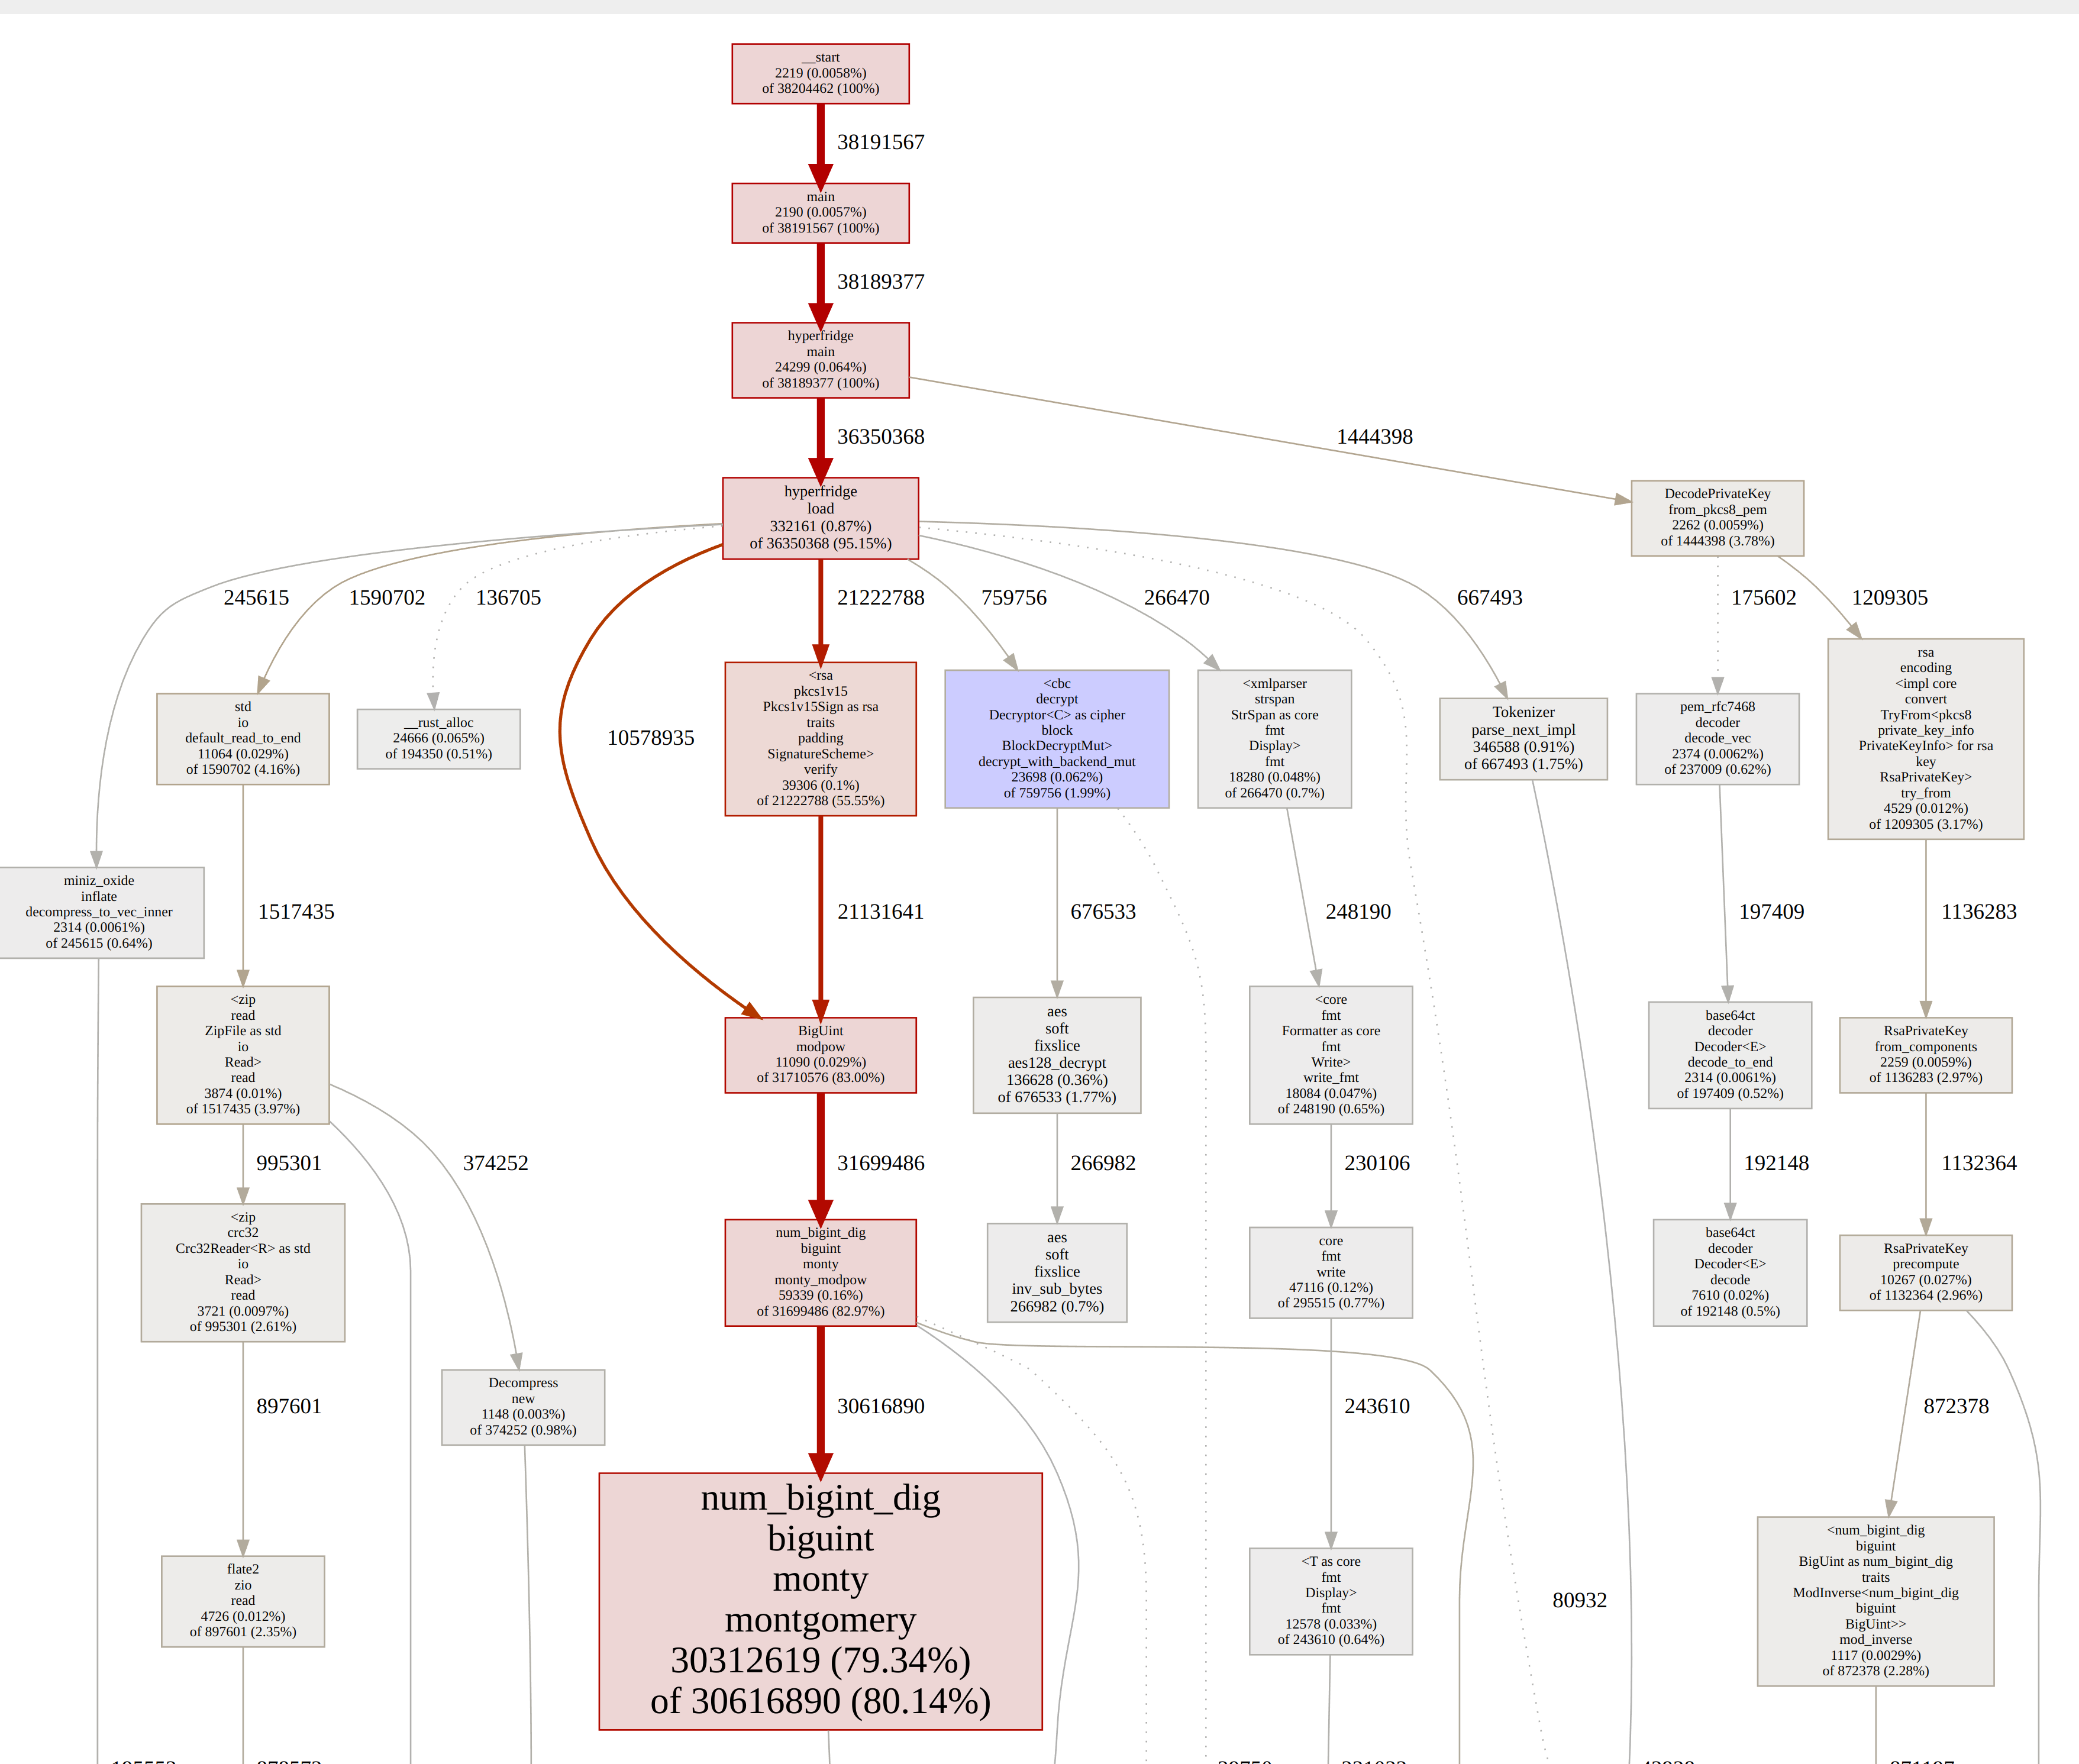 __start
2219 (0.0058%)
of 38204462 (100%)
38191567
main
2190 (0.0057%)
of 38191567 (100%)
38189377
hyperfridge
main
24299 (0.064%)
of 38189377 (100%)
36350368
1444398
hyperfridge
load
332161 (0.87%)
of 36350368 (95.15%)
DecodePrivateKey
from_pkcs8_pem
2262 (0.0059%)
of 1444398 (3.78%)
245615
1590702
136705
21222788
759756
266470
667493
175602
1209305
10578935
std
io
default_read_to_end
11064 (0.029%)
of 1590702 (4.16%)
__rust_alloc
24666 (0.065%)
of 194350 (0.51%)
<rsa
pkcs1v15
Pkcs1v15Sign as rsa
traits
padding
SignatureScheme>
verify
39306 (0.1%)
of 21222788 (55.55%)
<cbc
decrypt
Decryptor<C> as cipher
block
BlockDecryptMut>
decrypt_with_backend_mut
23698 (0.062%)
of 759756 (1.99%)
<xmlparser
strspan
StrSpan as core
fmt
Display>
fmt
18280 (0.048%)
of 266470 (0.7%)
Tokenizer
parse_next_impl
346588 (0.91%)
of 667493 (1.75%)
pem_rfc7468
decoder
decode_vec
2374 (0.0062%)
of 237009 (0.62%)
rsa
encoding
<impl core
convert
TryFrom<pkcs8
private_key_info
PrivateKeyInfo> for rsa
key
RsaPrivateKey>
try_from
4529 (0.012%)
of 1209305 (3.17%)
miniz_oxide
inflate
decompress_to_vec_inner
2314 (0.0061%)
of 245615 (0.64%)
1517435
21131641
676533
248190
197409
1136283
<zip
read
ZipFile as std
io
Read>
read
3874 (0.01%)
of 1517435 (3.97%)
BigUint
modpow
11090 (0.029%)
of 31710576 (83.00%)
aes
soft
fixslice
aes128_decrypt
136628 (0.36%)
of 676533 (1.77%)
<core
fmt
Formatter as core
fmt
Write>
write_fmt
18084 (0.047%)
of 248190 (0.65%)
base64ct
decoder
Decoder<E>
decode_to_end
2314 (0.0061%)
of 197409 (0.52%)
RsaPrivateKey
from_components
2259 (0.0059%)
of 1136283 (2.97%)
995301
374252
31699486
266982
230106
192148
1132364
<zip
crc32
Crc32Reader<R> as std
io
Read>
read
3721 (0.0097%)
of 995301 (2.61%)
num_bigint_dig
biguint
monty
monty_modpow
59339 (0.16%)
of 31699486 (82.97%)
aes
soft
fixslice
inv_sub_bytes
266982 (0.7%)
core
fmt
write
47116 (0.12%)
of 295515 (0.77%)
base64ct
decoder
Decoder<E>
decode
7610 (0.02%)
of 192148 (0.5%)
RsaPrivateKey
precompute
10267 (0.027%)
of 1132364 (2.96%)
Decompress
new
1148 (0.003%)
of 374252 (0.98%)
897601
30616890
243610
872378
num_bigint_dig
biguint
monty
montgomery
30312619 (79.34%)
of 30616890 (80.14%)
flate2
zio
read
4726 (0.012%)
of 897601 (2.35%)
<T as core
fmt
Display>
fmt
12578 (0.033%)
of 243610 (0.64%)
80932
<num_bigint_dig
biguint
BigUint as num_bigint_dig
traits
ModInverse<num_bigint_dig
biguint
BigUint>>
mod_inverse
1117 (0.0029%)
of 872378 (2.28%)